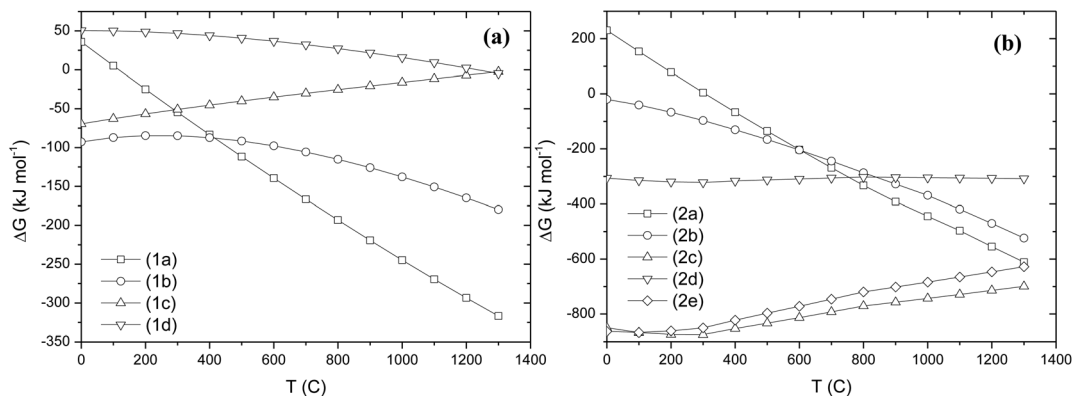 (a)
50
0
-50
-100
-150
-200
-250
-300
-350
ΔG (kJ mol-1)
(1a)
(1b)
(1c)
(1d)
0 200 400 600 800 1000 1200 1400
T (C)
(b)
200
0
-200
-400
-600
-800
ΔG (kJ mol-1)
(2a)
(2b)
(2c)
(2d)
(2e)
0 200 400 600 800 1000 1200 1400
T (C)